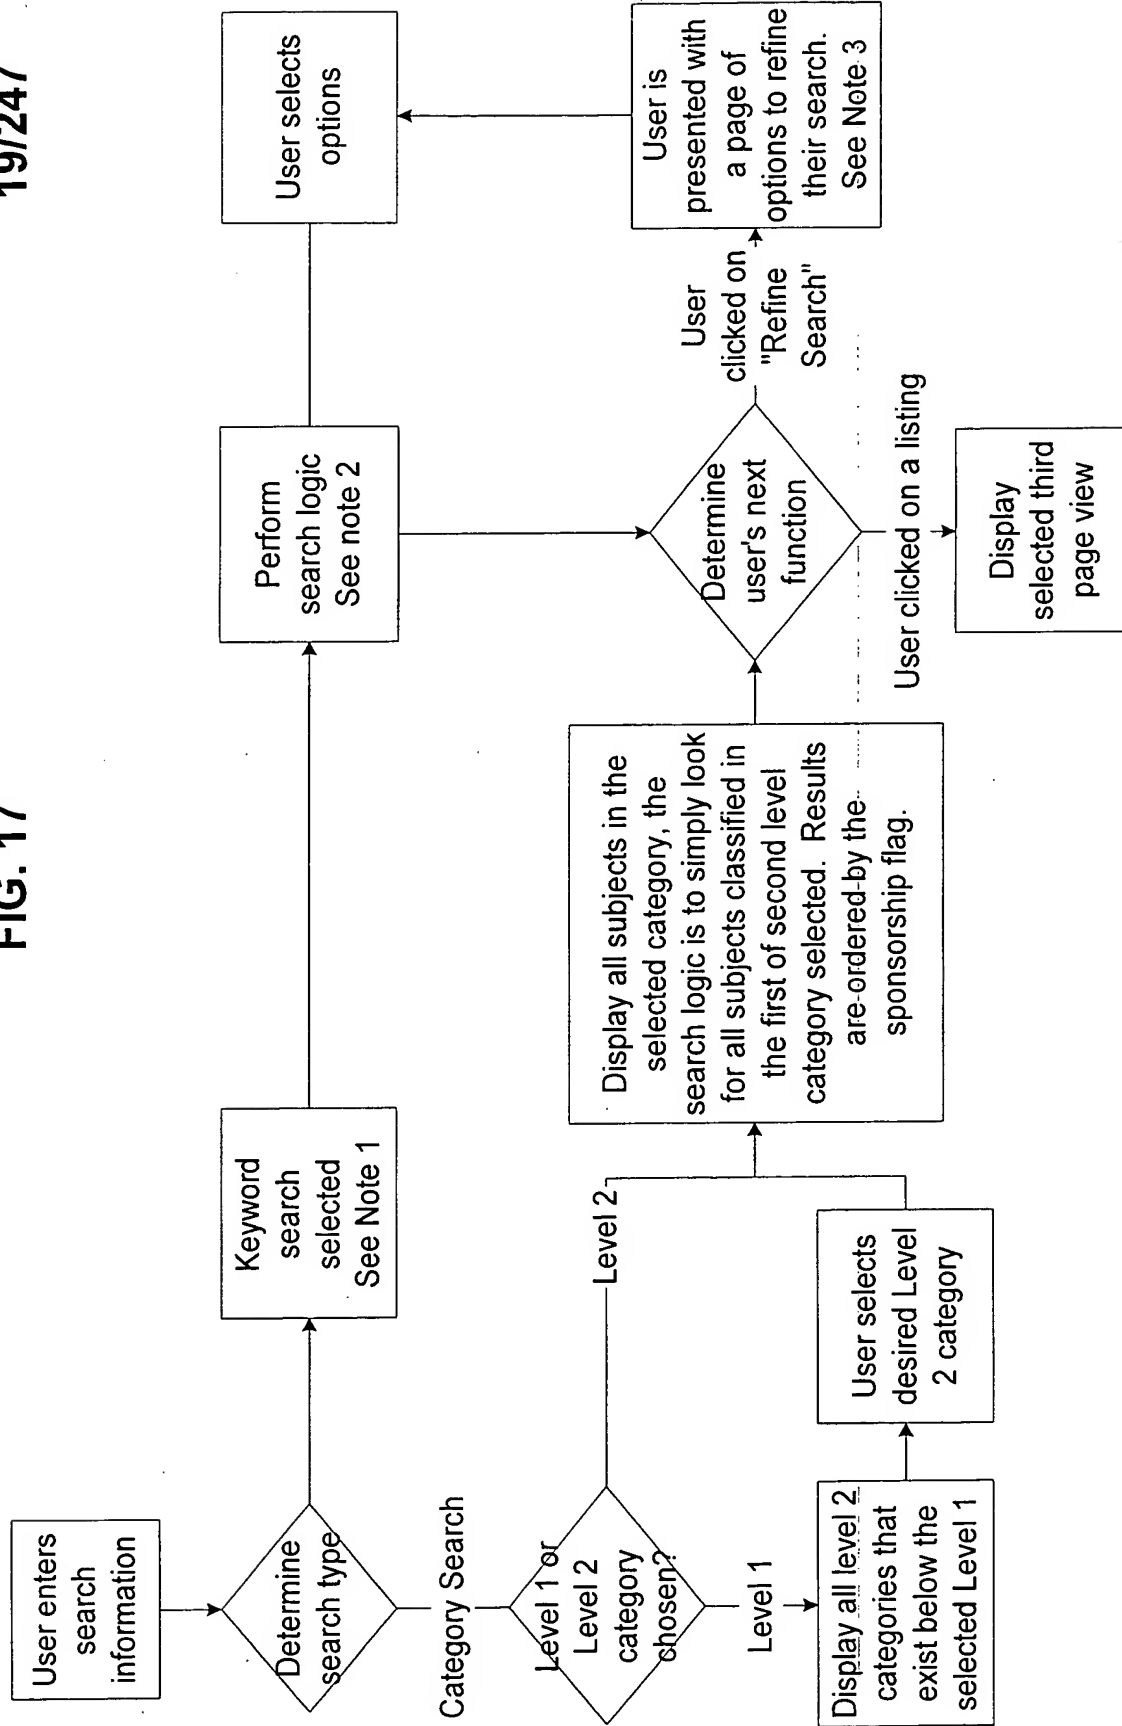 19/247
FIG. 17
User enters
search
information
Determine
search type
Keyword
search
selected
See Note 1
Perform
search logic
See note 2
User selects
options
Category Search
Level 1 or
Level 2
category
chosen?
Level 2
Level 1
Display all level 2
categories that
exist below the
selected Level 1
User selects
desired Level
2 category
Display all subjects in the
selected category, the
search logic is to simply look
for all subjects classified in
the first of second level
category selected. Results
are ordered by the
sponsorship flag.
Determine
user's next
function
User
clicked on
"Refine
Search"
User is
presented with
a page of
options to refine
their search.
See Note 3
User clicked on a listing
Display
selected third
page view